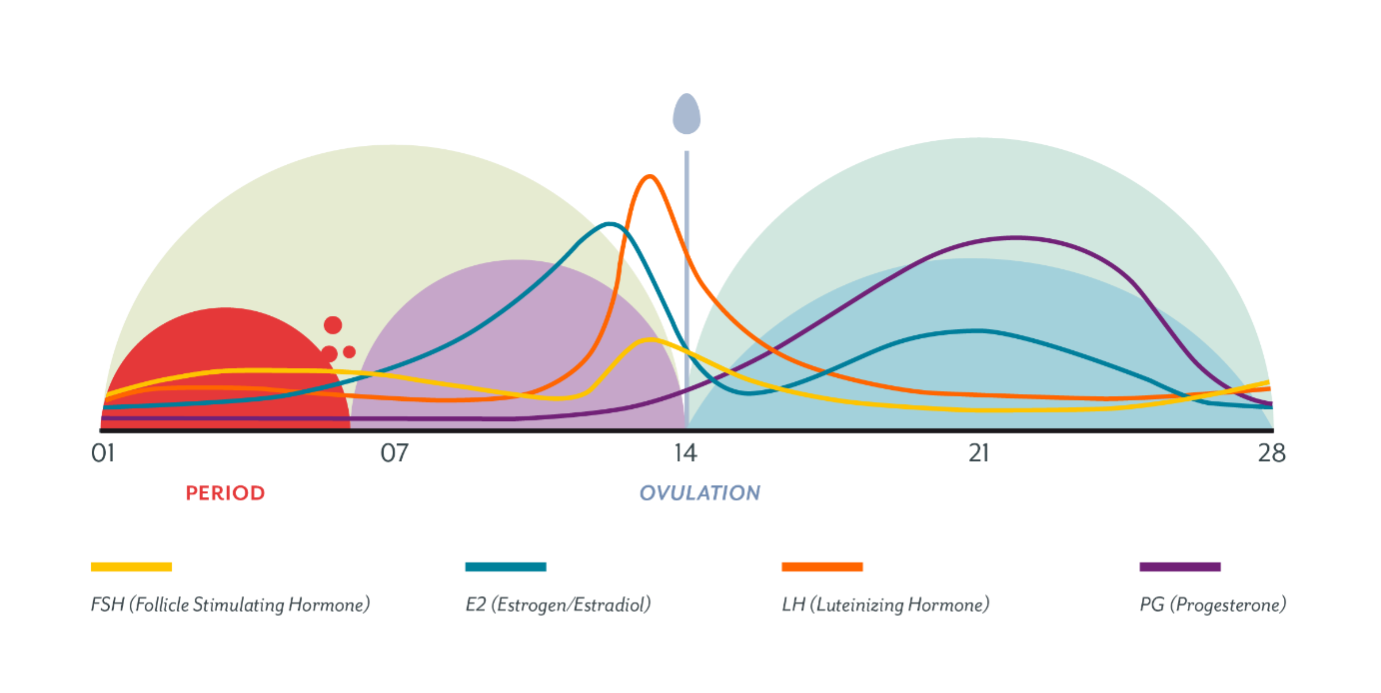 01 07 14 21 28
PERIOD OVULATION
FSH (Follicle Stimulating Hormone) E2 (Estrogen/Estradiol) LH (Luteinizing Hormone) PG (Progesterone)